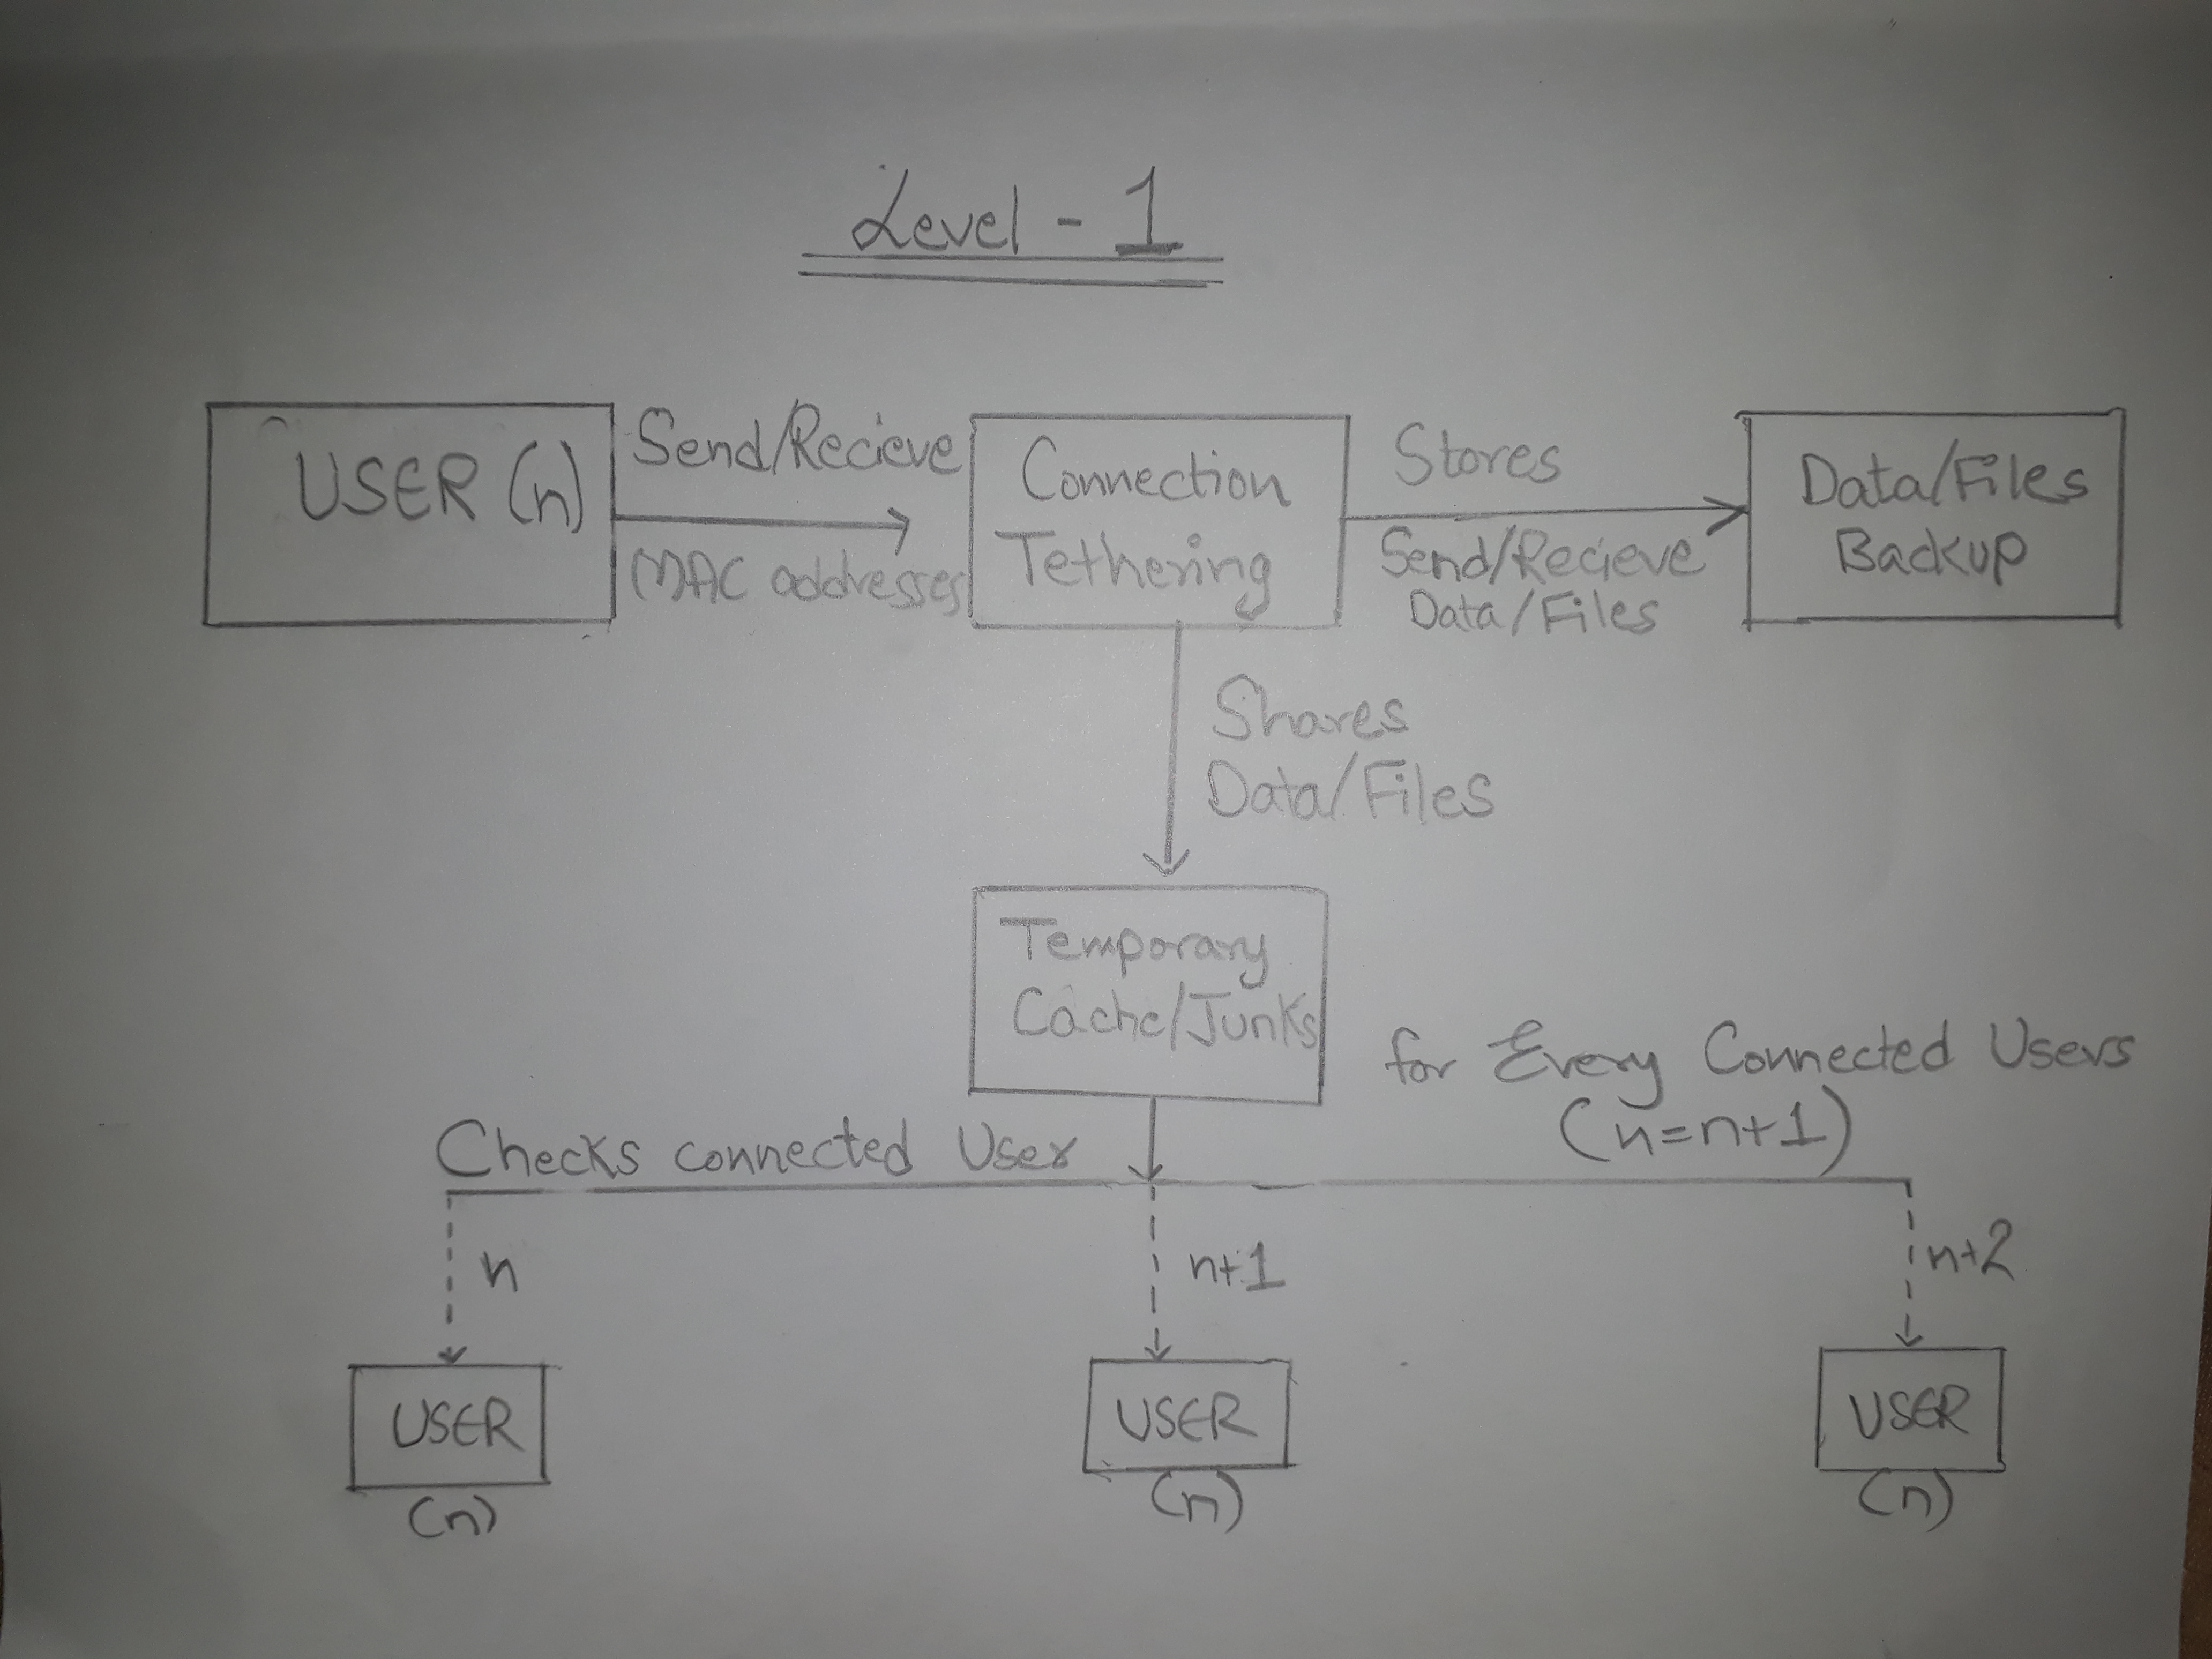 Level - 1
USER (n)
Send/Recieve
MAC addresses
Connection
Tethering
Stores
Send/Recieve
Data/Files
Data/Files
Backup
Shares
Data/Files
Temporary
Cache/Junks
for Every Connected Users
(n=n+1)
Checks connected User
n
n+1
n+2
USER
(n)
USER
(n)
USER
(n)